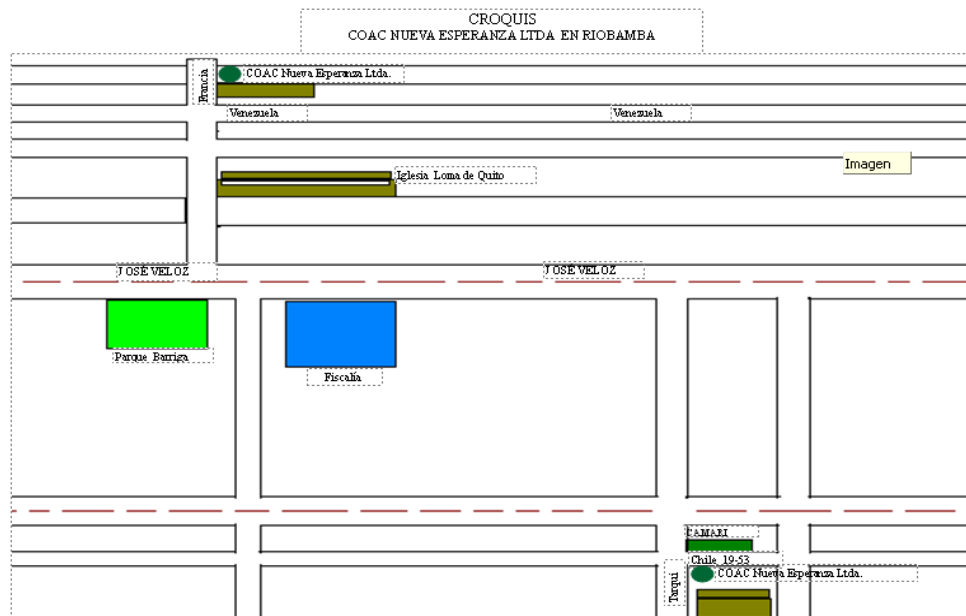 CROQUIS
COAC NUEVA ESPERANZA LTDA EN RIOBAMBA
Francia
COAC Nueva Esperanza Ltda.
Venezuela
Venezuela
Imagen
Iglesia Loma de Quito
JOSÉ VELOZ
JOSÉ VELOZ
Parque Barriga
Fiscalía
CAMARI
Chile 19-53
Tarqui
COAC Nueva Esperanza Ltda.